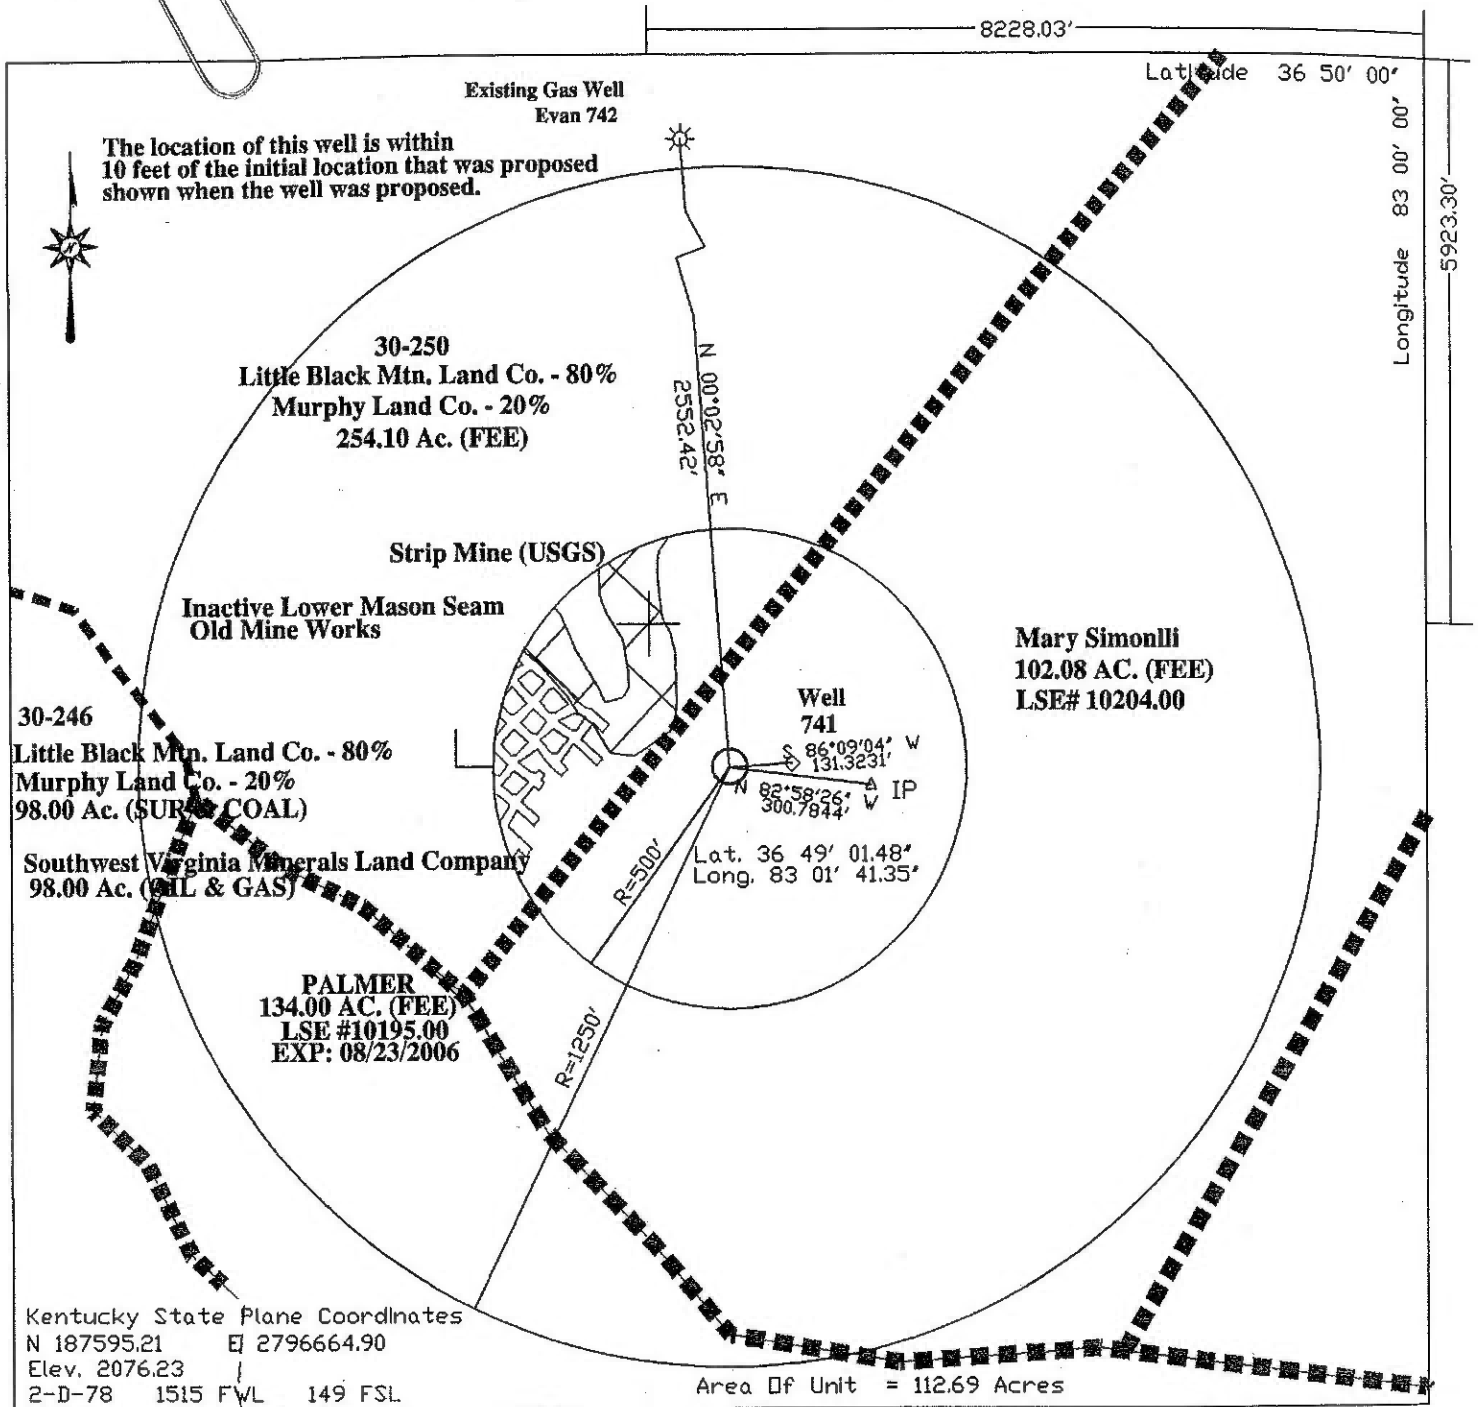 8228.03'
Latitude 36 50' 00"
Longitude 83 00' 00"
5923.30'
Existing Gas Well
Evan 742
The location of this well is within
10 feet of the initial location that was proposed
shown when the well was proposed.
N
30-250
Little Black Mtn. Land Co. - 80%
Murphy Land Co. - 20%
254.10 Ac. (FEE)
N 00°02'58" E
2552.42'
Strip Mine (USGS)
Inactive Lower Mason Seam
Old Mine Works
Mary Simonlli
102.08 AC. (FEE)
LSE# 10204.00
30-246
Little Black Mtn. Land Co. - 80%
Murphy Land Co. - 20%
98.00 Ac. (SUR & COAL)
Southwest Virginia Minerals Land Company
98.00 Ac. (OIL & GAS)
Well
741
S 86°09'04" W
131.3231'
N 82°58'26" W
300.7844'
IP
Lat. 36 49' 01.48"
Long. 83 01' 41.35"
R=500'
R=1250'
PALMER
134.00 AC. (FEE)
LSE #10195.00
EXP: 08/23/2006
Kentucky State Plane Coordinates
N 187595.21 E 2796664.90
Elev. 2076.23
2-D-78 1515 FWL 149 FSL
Area Of Unit = 112.69 Acres